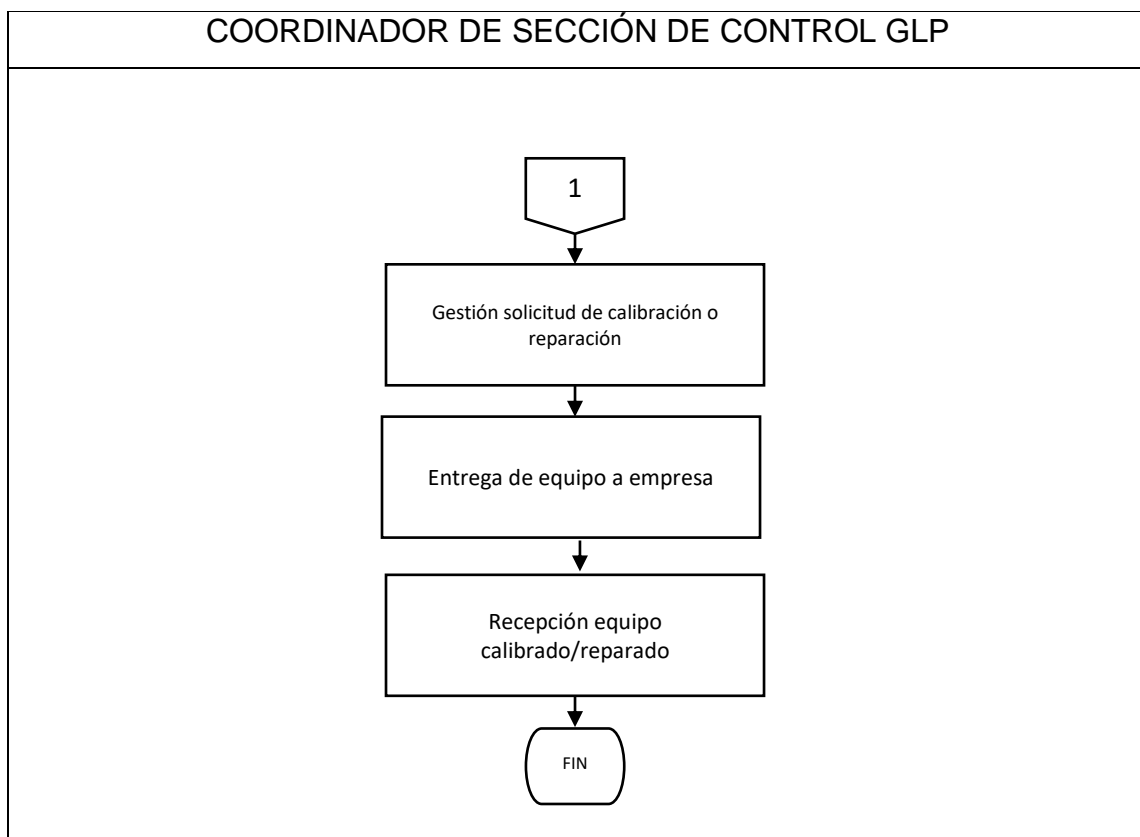 COORDINADOR DE SECCIÓN DE CONTROL GLP
1
Gestión solicitud de calibración o
reparación
Entrega de equipo a empresa
Recepción equipo
calibrado/reparado
FIN